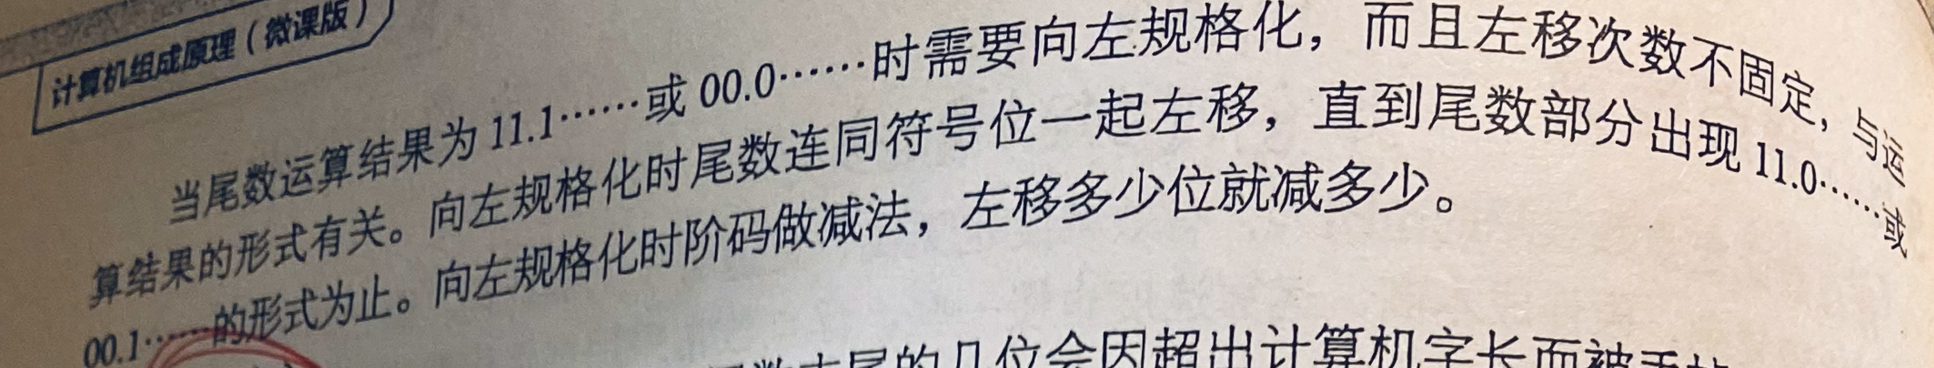 计算机组成原理（微课版）
当尾数运算结果为 11.1……或 00.0……时需要向左规格化，而且左移次数不固定，与运
算结果的形式有关。向左规格化时尾数连同符号位一起左移，直到尾数部分出现 11.0……或
00.1……的形式为止。向左规格化时阶码做减法，左移多少位就减多少。
尾的几位会因超出计算机字长而被丢掉